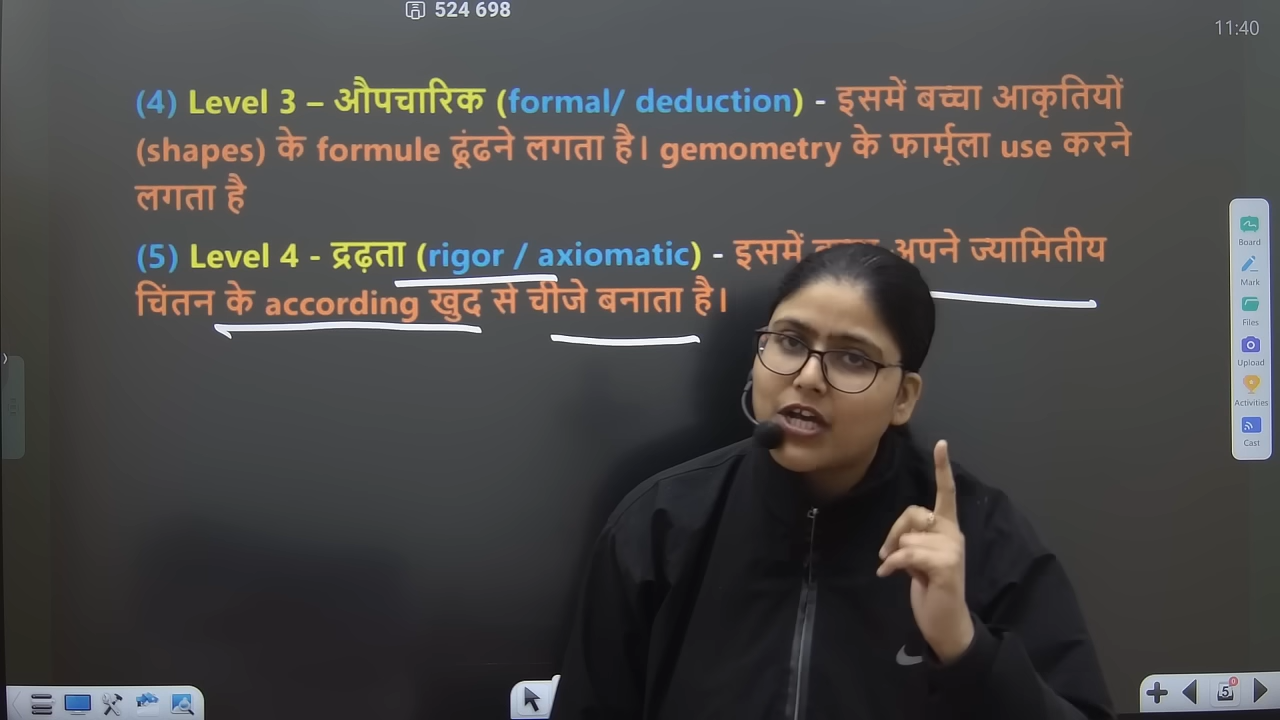 524 698
11:40
(4) Level 3 – औपचारिक (formal/ deduction) - इसमें बच्चा आकृतियों
(shapes) के formule ढूंढने लगता है। gemometry के फार्मूला use करने
लगता है
(5) Level 4 - द्रढ़ता (rigor / axiomatic) - इसमें अपने ज्यामितीय
चिंतन के according खुद से चीजे बनाता है।
Board
Mark
Files
Upload
Activities
Cast
5
0